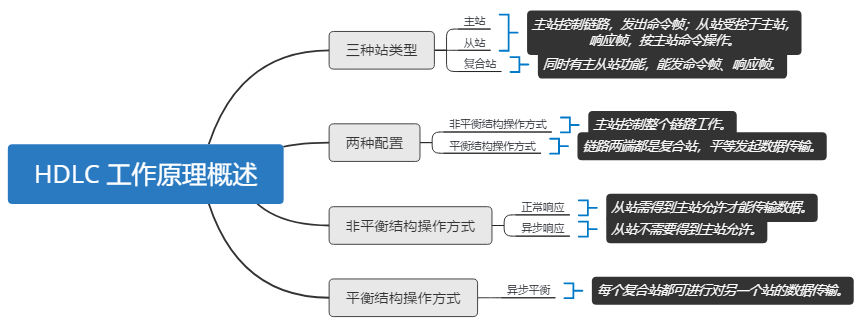 HDLC 工作原理概述
三种站类型
主站
从站
主站控制链路，发出命令帧；从站受控于主站，
响应帧，按主站命令操作。
复合站
同时有主从站功能，能发命令帧、响应帧。
两种配置
非平衡结构操作方式
主站控制整个链路工作。
平衡结构操作方式
链路两端都是复合站，平等发起数据传输。
非平衡结构操作方式
正常响应
从站需得到主站允许才能传输数据。
异步响应
从站不需要得到主站允许。
平衡结构操作方式
异步平衡
每个复合站都可进行对另一个站的数据传输。